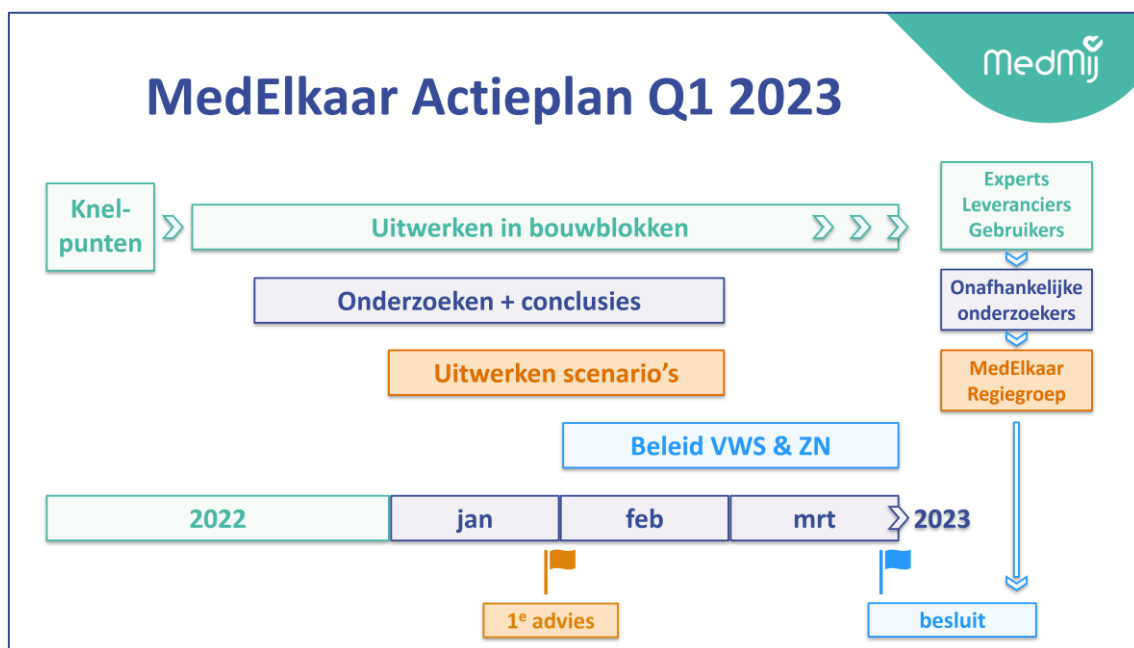 MedMij
MedElkaar Actieplan Q1 2023
Knel-
punten
Uitwerken in bouwblokken
Experts
Leveranciers
Gebruikers
Onderzoeken + conclusies
Onafhankelijke
onderzoekers
Uitwerken scenario’s
MedElkaar
Regiegroep
Beleid VWS & ZN
2022
jan
feb
mrt
2023
1e advies
besluit